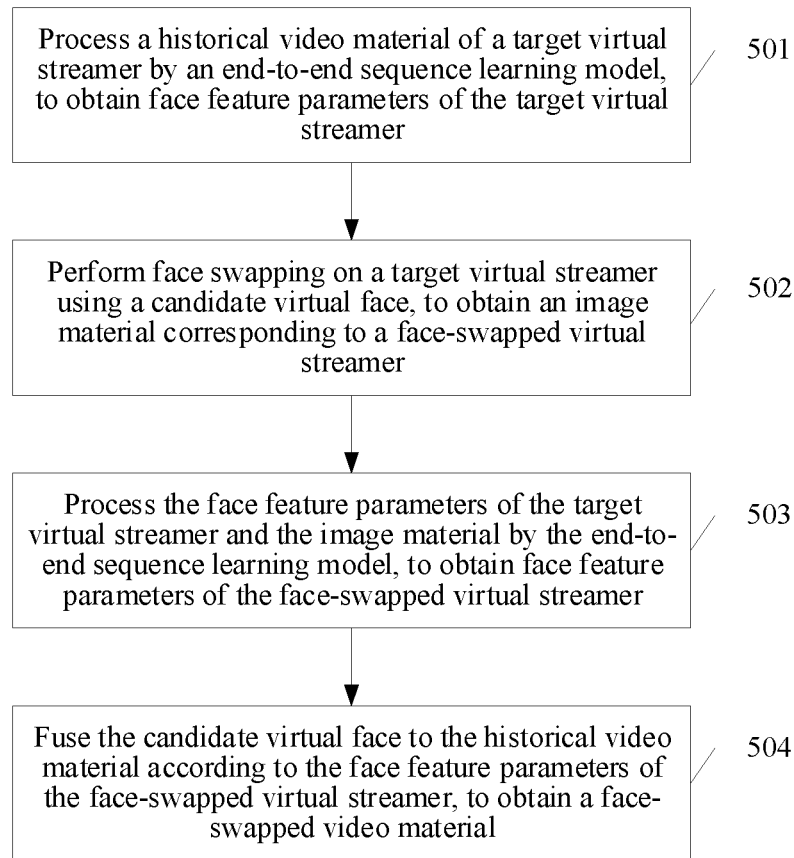 Process a historical video material of a target virtual
streamer by an end-to-end sequence learning model,
to obtain face feature parameters of the target virtual
streamer
501
Perform face swapping on a target virtual streamer
using a candidate virtual face, to obtain an image
material corresponding to a face-swapped virtual
streamer
502
Process the face feature parameters of the target
virtual streamer and the image material by the end-to-
end sequence learning model, to obtain face feature
parameters of the face-swapped virtual streamer
503
Fuse the candidate virtual face to the historical video
material according to the face feature parameters of
the face-swapped virtual streamer, to obtain a face-
swapped video material
504